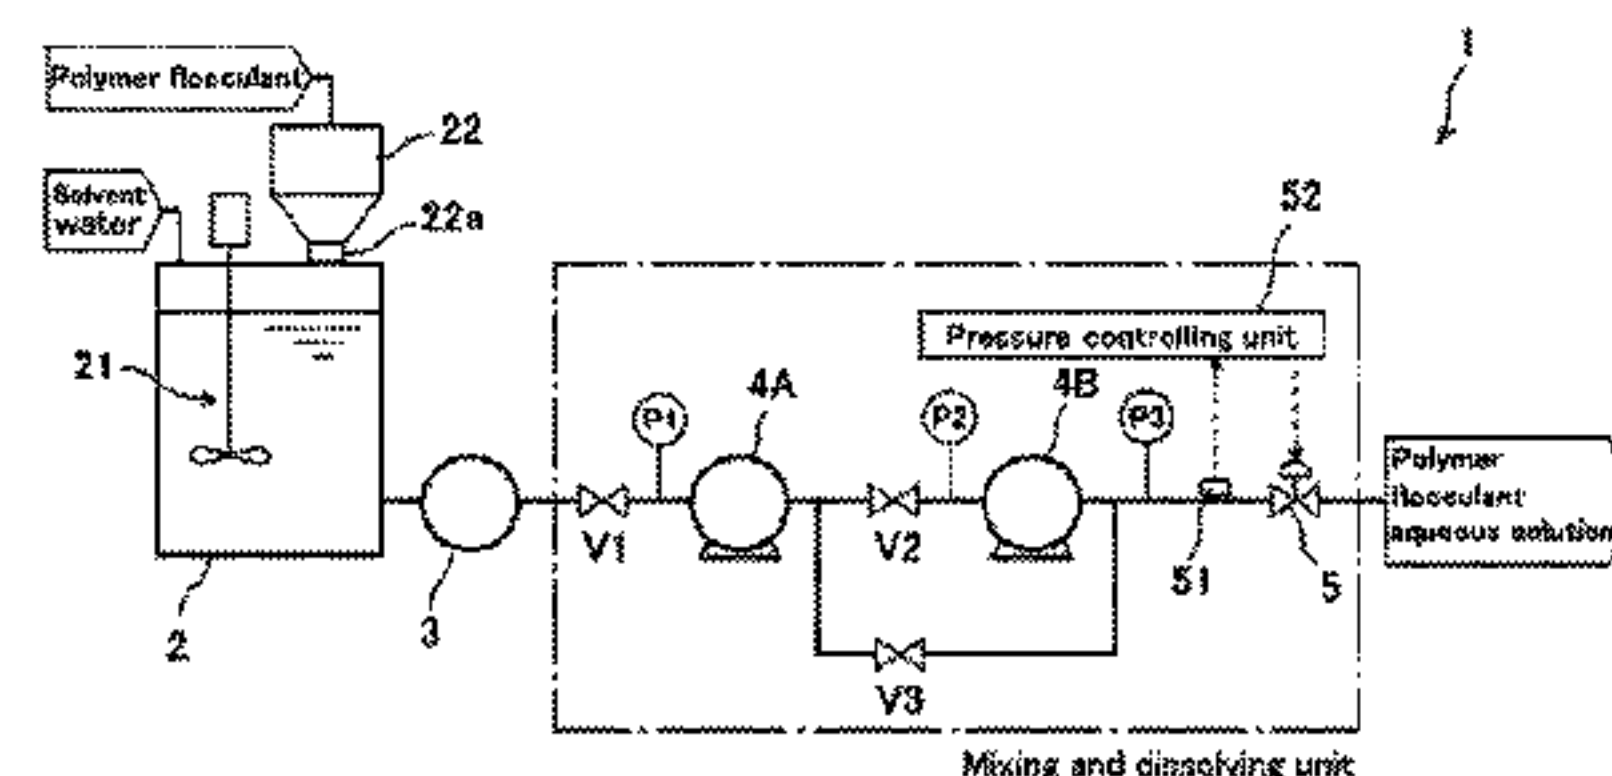 1
Polymer flocculant
22
Solvent
water
22a
52
Pressure controlling unit
21
4A
4B
P1
P2
P3
Polymer
flocculant
aqueous solution
V1
V2
51
5
2
3
V3
Mixing and dissolving unit